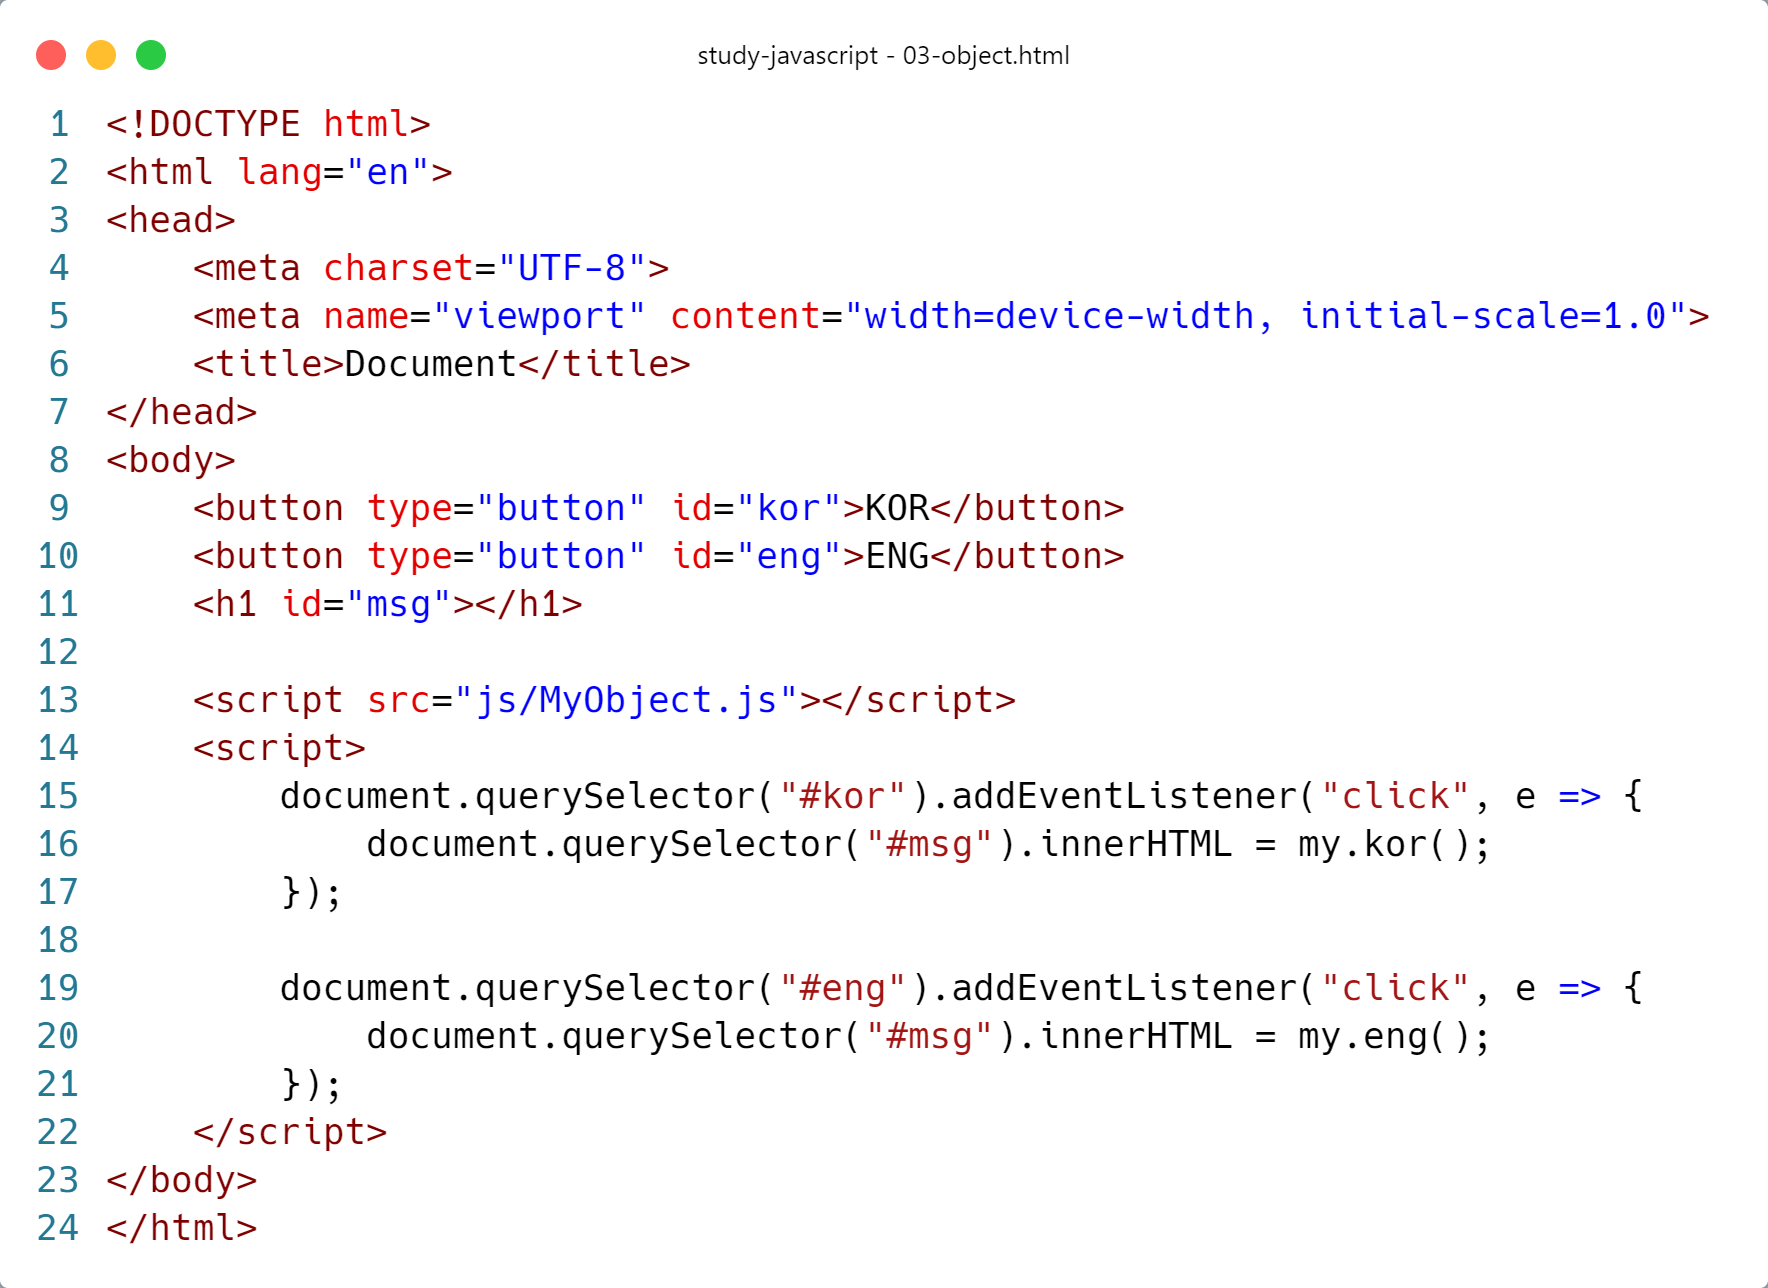 study-javascript - 03-object.html
1 <!DOCTYPE html>
2 <html lang="en">
3 <head>
4     <meta charset="UTF-8">
5     <meta name="viewport" content="width=device-width, initial-scale=1.0">
6     <title>Document</title>
7 </head>
8 <body>
9     <button type="button" id="kor">KOR</button>
10     <button type="button" id="eng">ENG</button>
11     <h1 id="msg"></h1>
12
13     <script src="js/MyObject.js"></script>
14     <script>
15         document.querySelector("#kor").addEventListener("click", e => {
16             document.querySelector("#msg").innerHTML = my.kor();
17         });
18
19         document.querySelector("#eng").addEventListener("click", e => {
20             document.querySelector("#msg").innerHTML = my.eng();
21         });
22     </script>
23 </body>
24 </html>